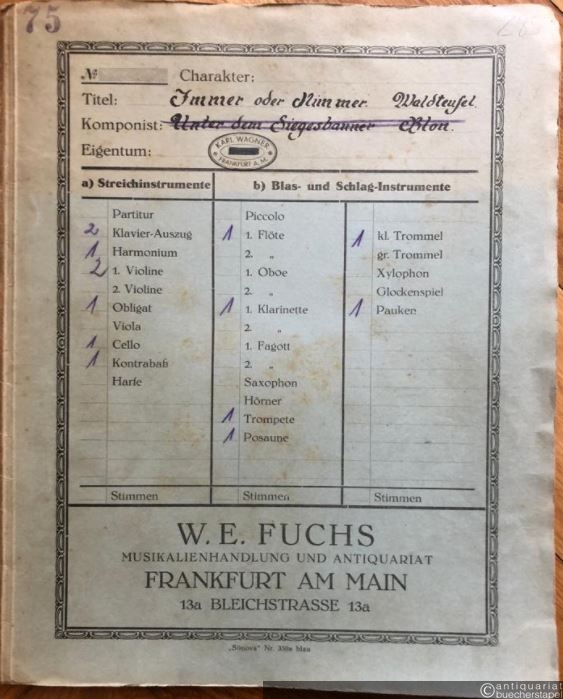 75
№ Charakter:
Titel: Immer oder Nimmer. Waldteufel.
Komponist: Unter dem Siegesbanner Blon.
Eigentum: KARL WAGNER FRANKFURT A. M.
a) Streichinstrumente b) Blas- und Schlag-Instrumente
Partitur
2 Klavier-Auszug
1 Harmonium
2 1. Violine
2. Violine
1 Obligat
Viola
1 Cello
1 Kontrabaß
Harfe
Stimmen
Piccolo
1 1. Flöte
2. „
1. Oboe
2. „
1 1. Klarinette
2. „
1. Fagott
2. „
Saxophon
Hörner
1 Trompete
1 Posaune
Stimmen
1 kl. Trommel
gr. Trommel
Xylophon
Glockenspiel
1 Pauken
Stimmen
W. E. FUCHS
MUSIKALIENHANDLUNG UND ANTIQUARIAT
FRANKFURT AM MAIN
13a BLEICHSTRASSE 13a
Nr. 350a blau
© antiquariat
buecherstapel